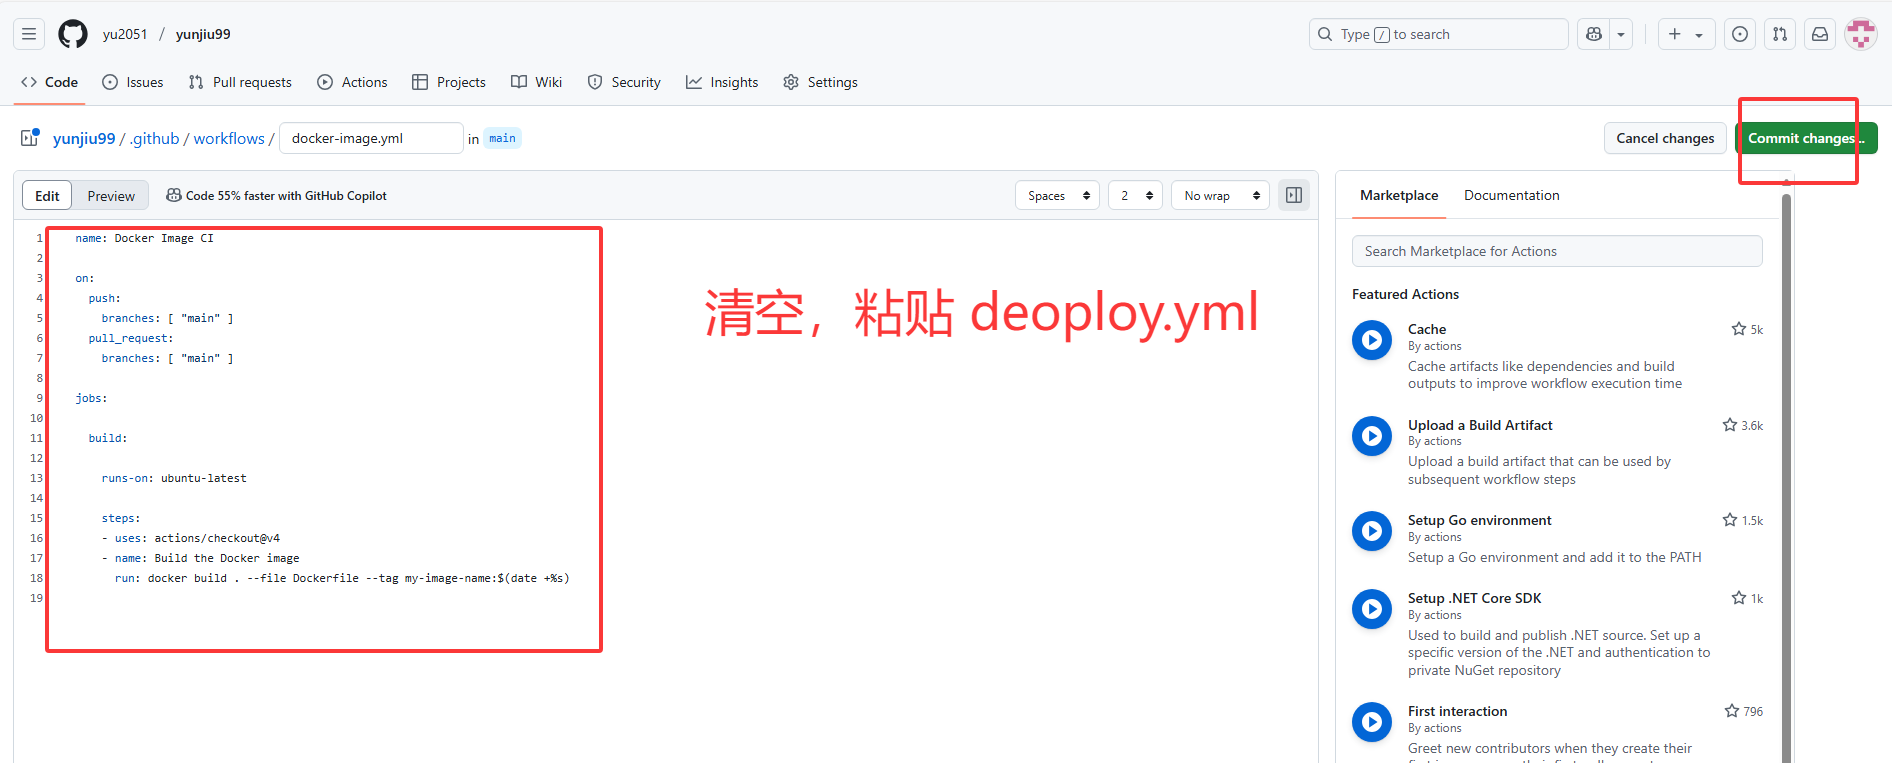 yu2051 / yunjiu99
Type / to search
Code
Issues
Pull requests
Actions
Projects
Wiki
Security
Insights
Settings
yunjiu99 / .github / workflows / docker-image.yml in main
Cancel changes
Commit changes...
Edit
Preview
Code 55% faster with GitHub Copilot
Spaces
2
No wrap
1 name: Docker Image CI
2
3 on:
4 push:
5 branches: [ "main" ]
6 pull_request:
7 branches: [ "main" ]
8
9 jobs:
10
11 build:
12
13 runs-on: ubuntu-latest
14
15 steps:
16 - uses: actions/checkout@v4
17 - name: Build the Docker image
18 run: docker build . --file Dockerfile --tag my-image-name:$(date +%s)
19
清空，粘贴 deoploy.yml
Marketplace
Documentation
Search Marketplace for Actions
Featured Actions
Cache
5k
By actions
Cache artifacts like dependencies and build
outputs to improve workflow execution time
Upload a Build Artifact
3.6k
By actions
Upload a build artifact that can be used by
subsequent workflow steps
Setup Go environment
1.5k
By actions
Setup a Go environment and add it to the PATH
Setup .NET Core SDK
1k
By actions
Used to build and publish .NET source. Set up a
specific version of the .NET and authentication to
private NuGet repository
First interaction
796
By actions
Greet new contributors when they create their